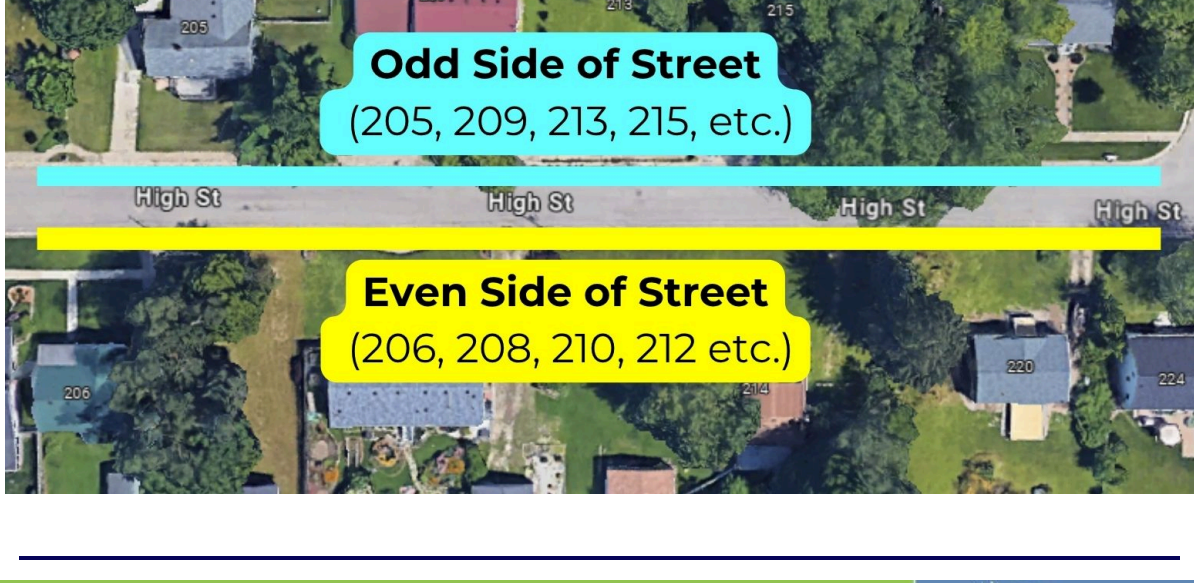 213
215
205
Odd Side of Street
(205, 209, 213, 215, etc.)
High St High St High St High St
Even Side of Street
(206, 208, 210, 212 etc.)
214
220
224
206